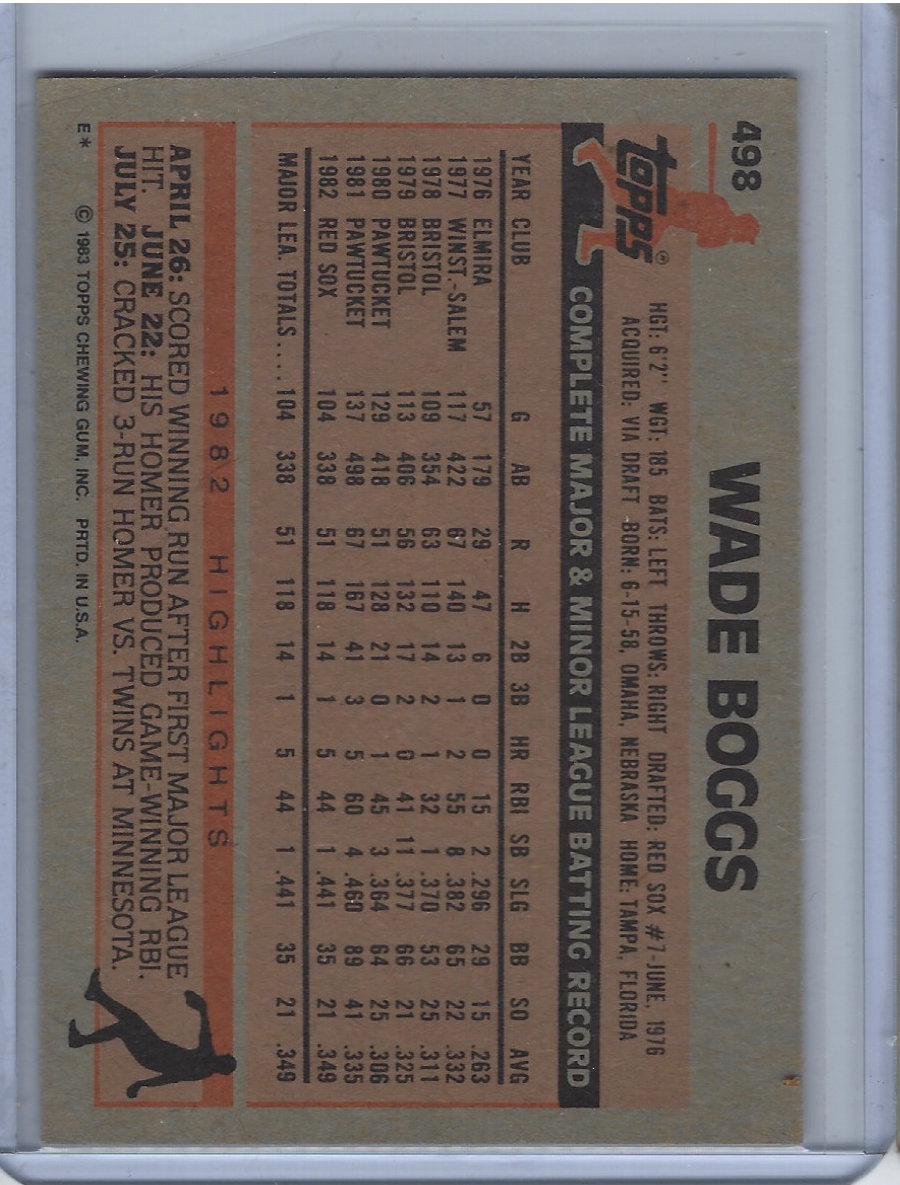 498
WADE BOGGS
topps®
HGT: 6'2" WGT: 185 BATS: LEFT THROWS: RIGHT DRAFTED: RED SOX #7-JUNE, 1976
ACQUIRED: VIA DRAFT BORN: 6-15-58, OMAHA, NEBRASKA HOME: TAMPA, FLORIDA
COMPLETE MAJOR & MINOR LEAGUE BATTING RECORD
YEAR CLUB G AB R H 2B 3B HR RBI SB SLG BB SO AVG
1976 ELMIRA 57 179 29 47 6 0 0 15 2 .296 29 15 .263
1977 WINST.-SALEM 117 422 67 140 13 1 2 55 8 .382 65 22 .332
1978 BRISTOL 109 354 63 110 14 2 1 32 1 .370 53 25 .311
1979 BRISTOL 113 406 56 132 17 2 0 41 11 .377 66 21 .325
1980 PAWTUCKET 129 418 51 128 21 0 1 45 3 .364 64 25 .306
1981 PAWTUCKET 137 498 67 167 41 3 5 60 4 .460 89 41 .335
1982 RED SOX 104 338 51 118 14 1 5 44 1 .441 35 21 .349
MAJOR LEA. TOTALS.... 104 338 51 118 14 1 5 44 1 .441 35 21 .349
1982 HIGHLIGHTS
APRIL 26: SCORED WINNING RUN AFTER FIRST MAJOR LEAGUE
HIT. JUNE 22: HIS HOMER PRODUCED GAME-WINNING RBI.
JULY 25: CRACKED 3-RUN HOMER VS. TWINS AT MINNESOTA.
E* © 1983 TOPPS CHEWING GUM, INC. PRTD. IN U.S.A.